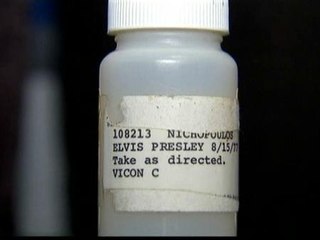 108213 NICHOPOULOS
ELVIS PRESLEY 8/15/77
Take as directed.
VICON C